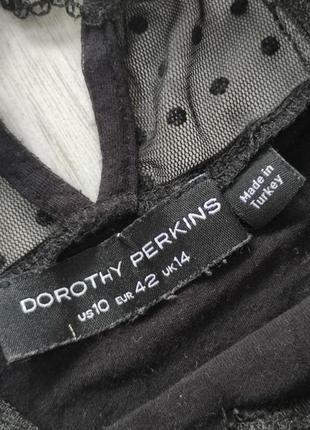 DOROTHY PERKINS
US10 EUR 42 UK14
Made in
Turkey